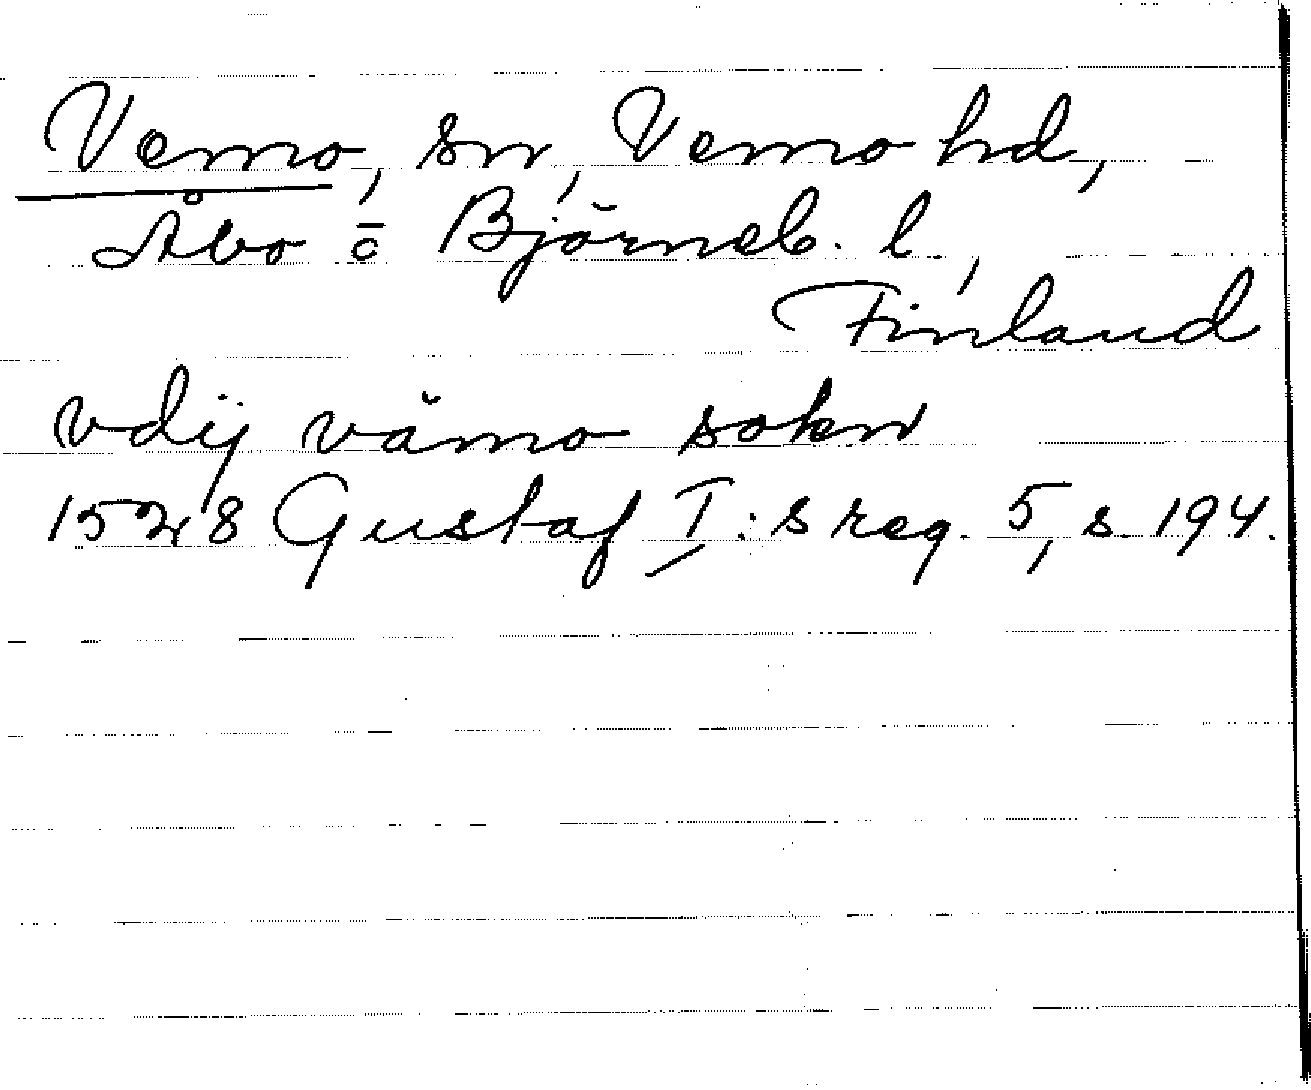 Vemo, sn, Vemo hd,
Åbo o Björneb. l.,
Finland
vdij vämo sokn
1528 Gustaf I:s reg. 5, s. 194.